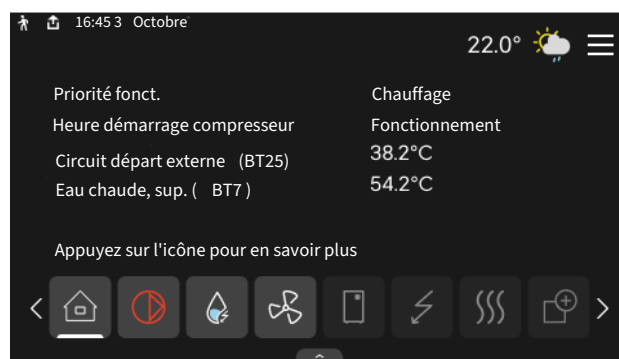 16:45 3 Octobre
22.0°
Priorité fonct. Chauffage
Heure démarrage compresseur Fonctionnement
Circuit départ externe (BT25) 38.2°C
Eau chaude, sup. ( BT7 ) 54.2°C
Appuyez sur l'icône pour en savoir plus